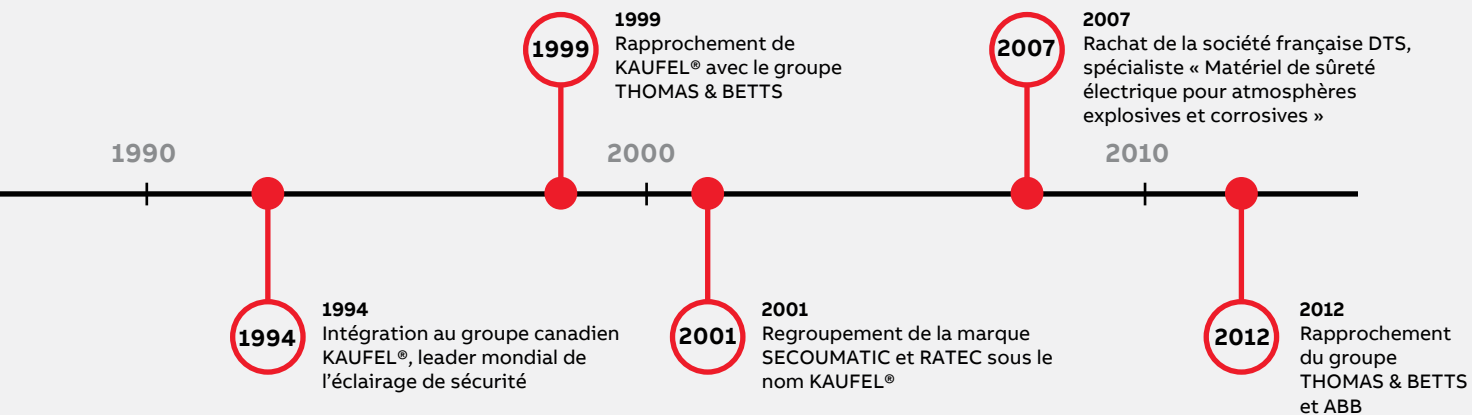 1999
1999
Rapprochement de
KAUFEL® avec le groupe
THOMAS & BETTS
2007
2007
Rachat de la société française DTS,
spécialiste « Matériel de sûreté
électrique pour atmosphères
explosives et corrosives »
1990
2000
2010
1994
1994
Intégration au groupe canadien
KAUFEL®, leader mondial de
l’éclairage de sécurité
2001
2001
Regroupement de la marque
SECOUMATIC et RATEC sous le
nom KAUFEL®
2012
2012
Rapprochement
du groupe
THOMAS & BETTS
et ABB